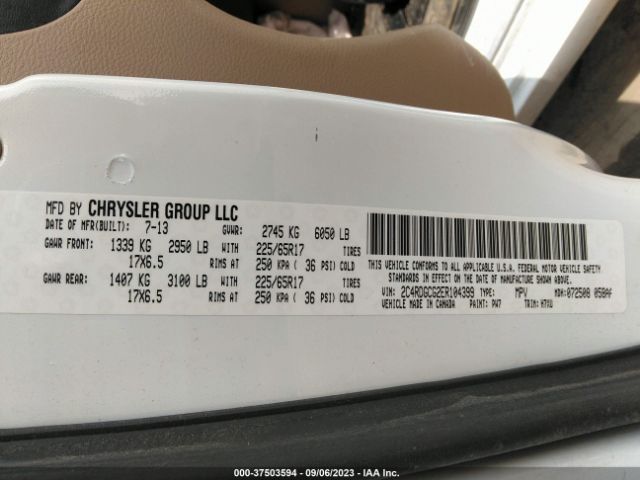 MFD BY CHRYSLER GROUP LLC
DATE OF MFR(BUILT): 7-13 GVWR: 2745 KG 6050 LB
GAWR FRONT: 1339 KG 2950 LB WITH 225/65R17 TIRES
17X6.5 RIMS AT 250 KPA ( 36 PSI) COLD
GAWR REAR: 1407 KG 3100 LB WITH 225/65R17 TIRES
17X6.5 RIMS AT 250 KPA ( 36 PSI) COLD
THIS VEHICLE CONFORMS TO ALL APPLICABLE U.S.A. FEDERAL MOTOR VEHICLE SAFETY
STANDARDS IN EFFECT ON THE DATE OF MANUFACTURE SHOWN ABOVE.
VIN: 2C4RDGCG2ER104399 TYPE: MPV MDH: 072508 058AF
VEHICLE MADE IN CANADA PAINT: PW7 TRIM:
000-37503594 - 09/06/2023 - IAA Inc.